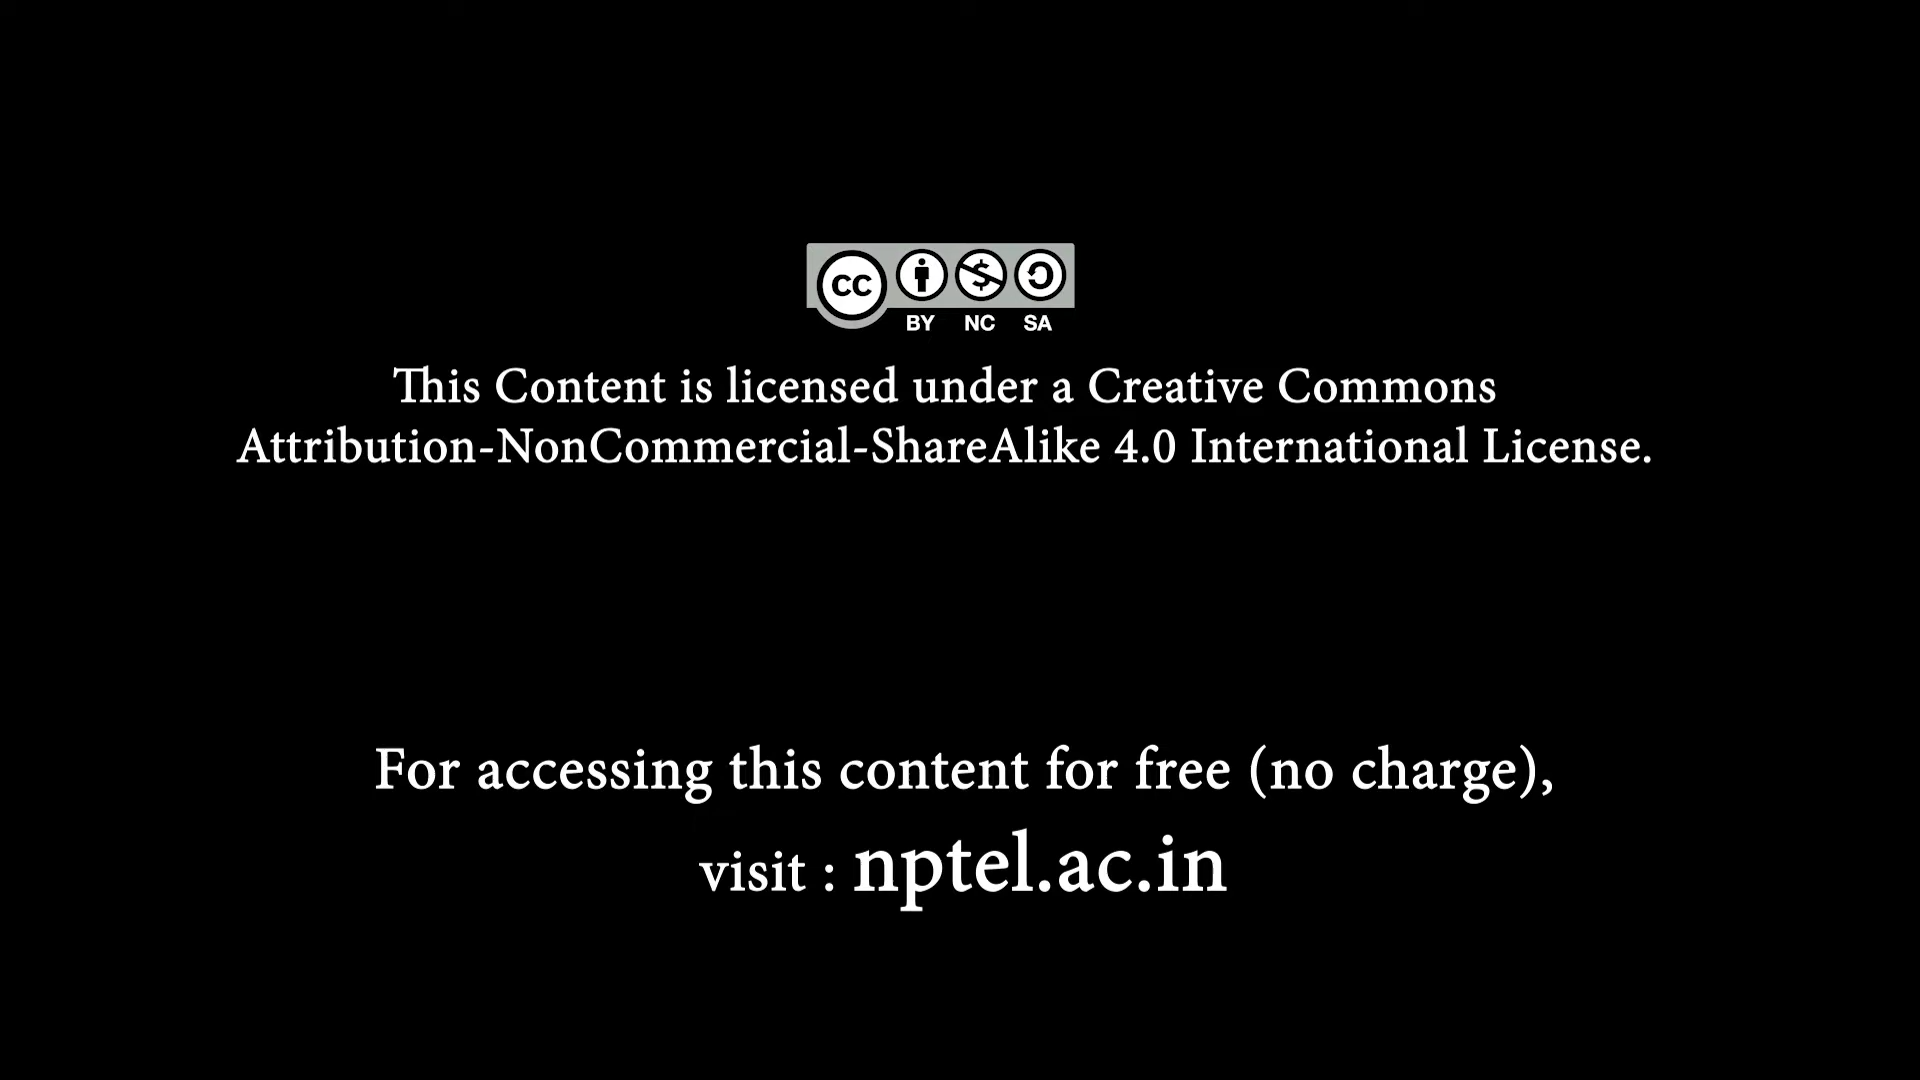 CC BY NC SA
This Content is licensed under a Creative Commons
Attribution-NonCommercial-ShareAlike 4.0 International License.
For accessing this content for free (no charge),
visit : nptel.ac.in